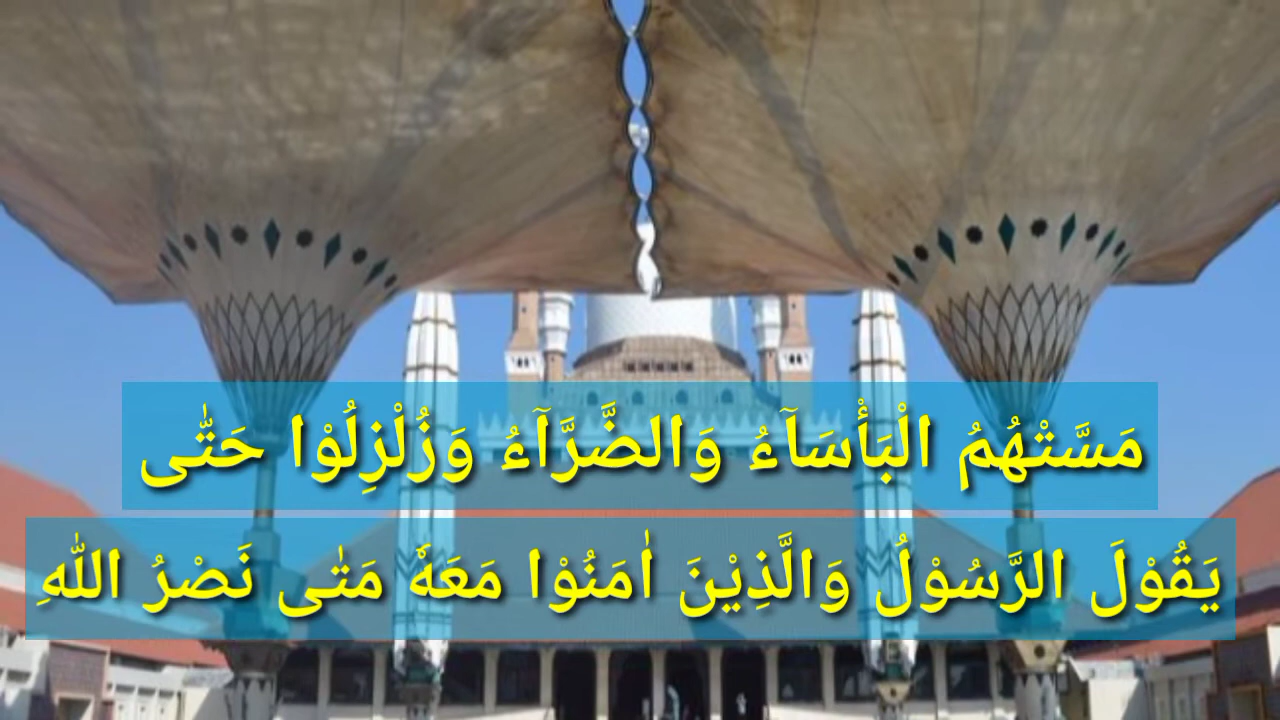 مَسَّتْهُمُ الْبَأْسَآءُ وَالضَّرَّآءُ وَزُلْزِلُوْا حَتّٰى
يَقُوْلَ الرَّسُوْلُ وَالَّذِيْنَ اٰمَنُوْا مَعَهٗ مَتٰى نَصْرُ اللّٰهِ